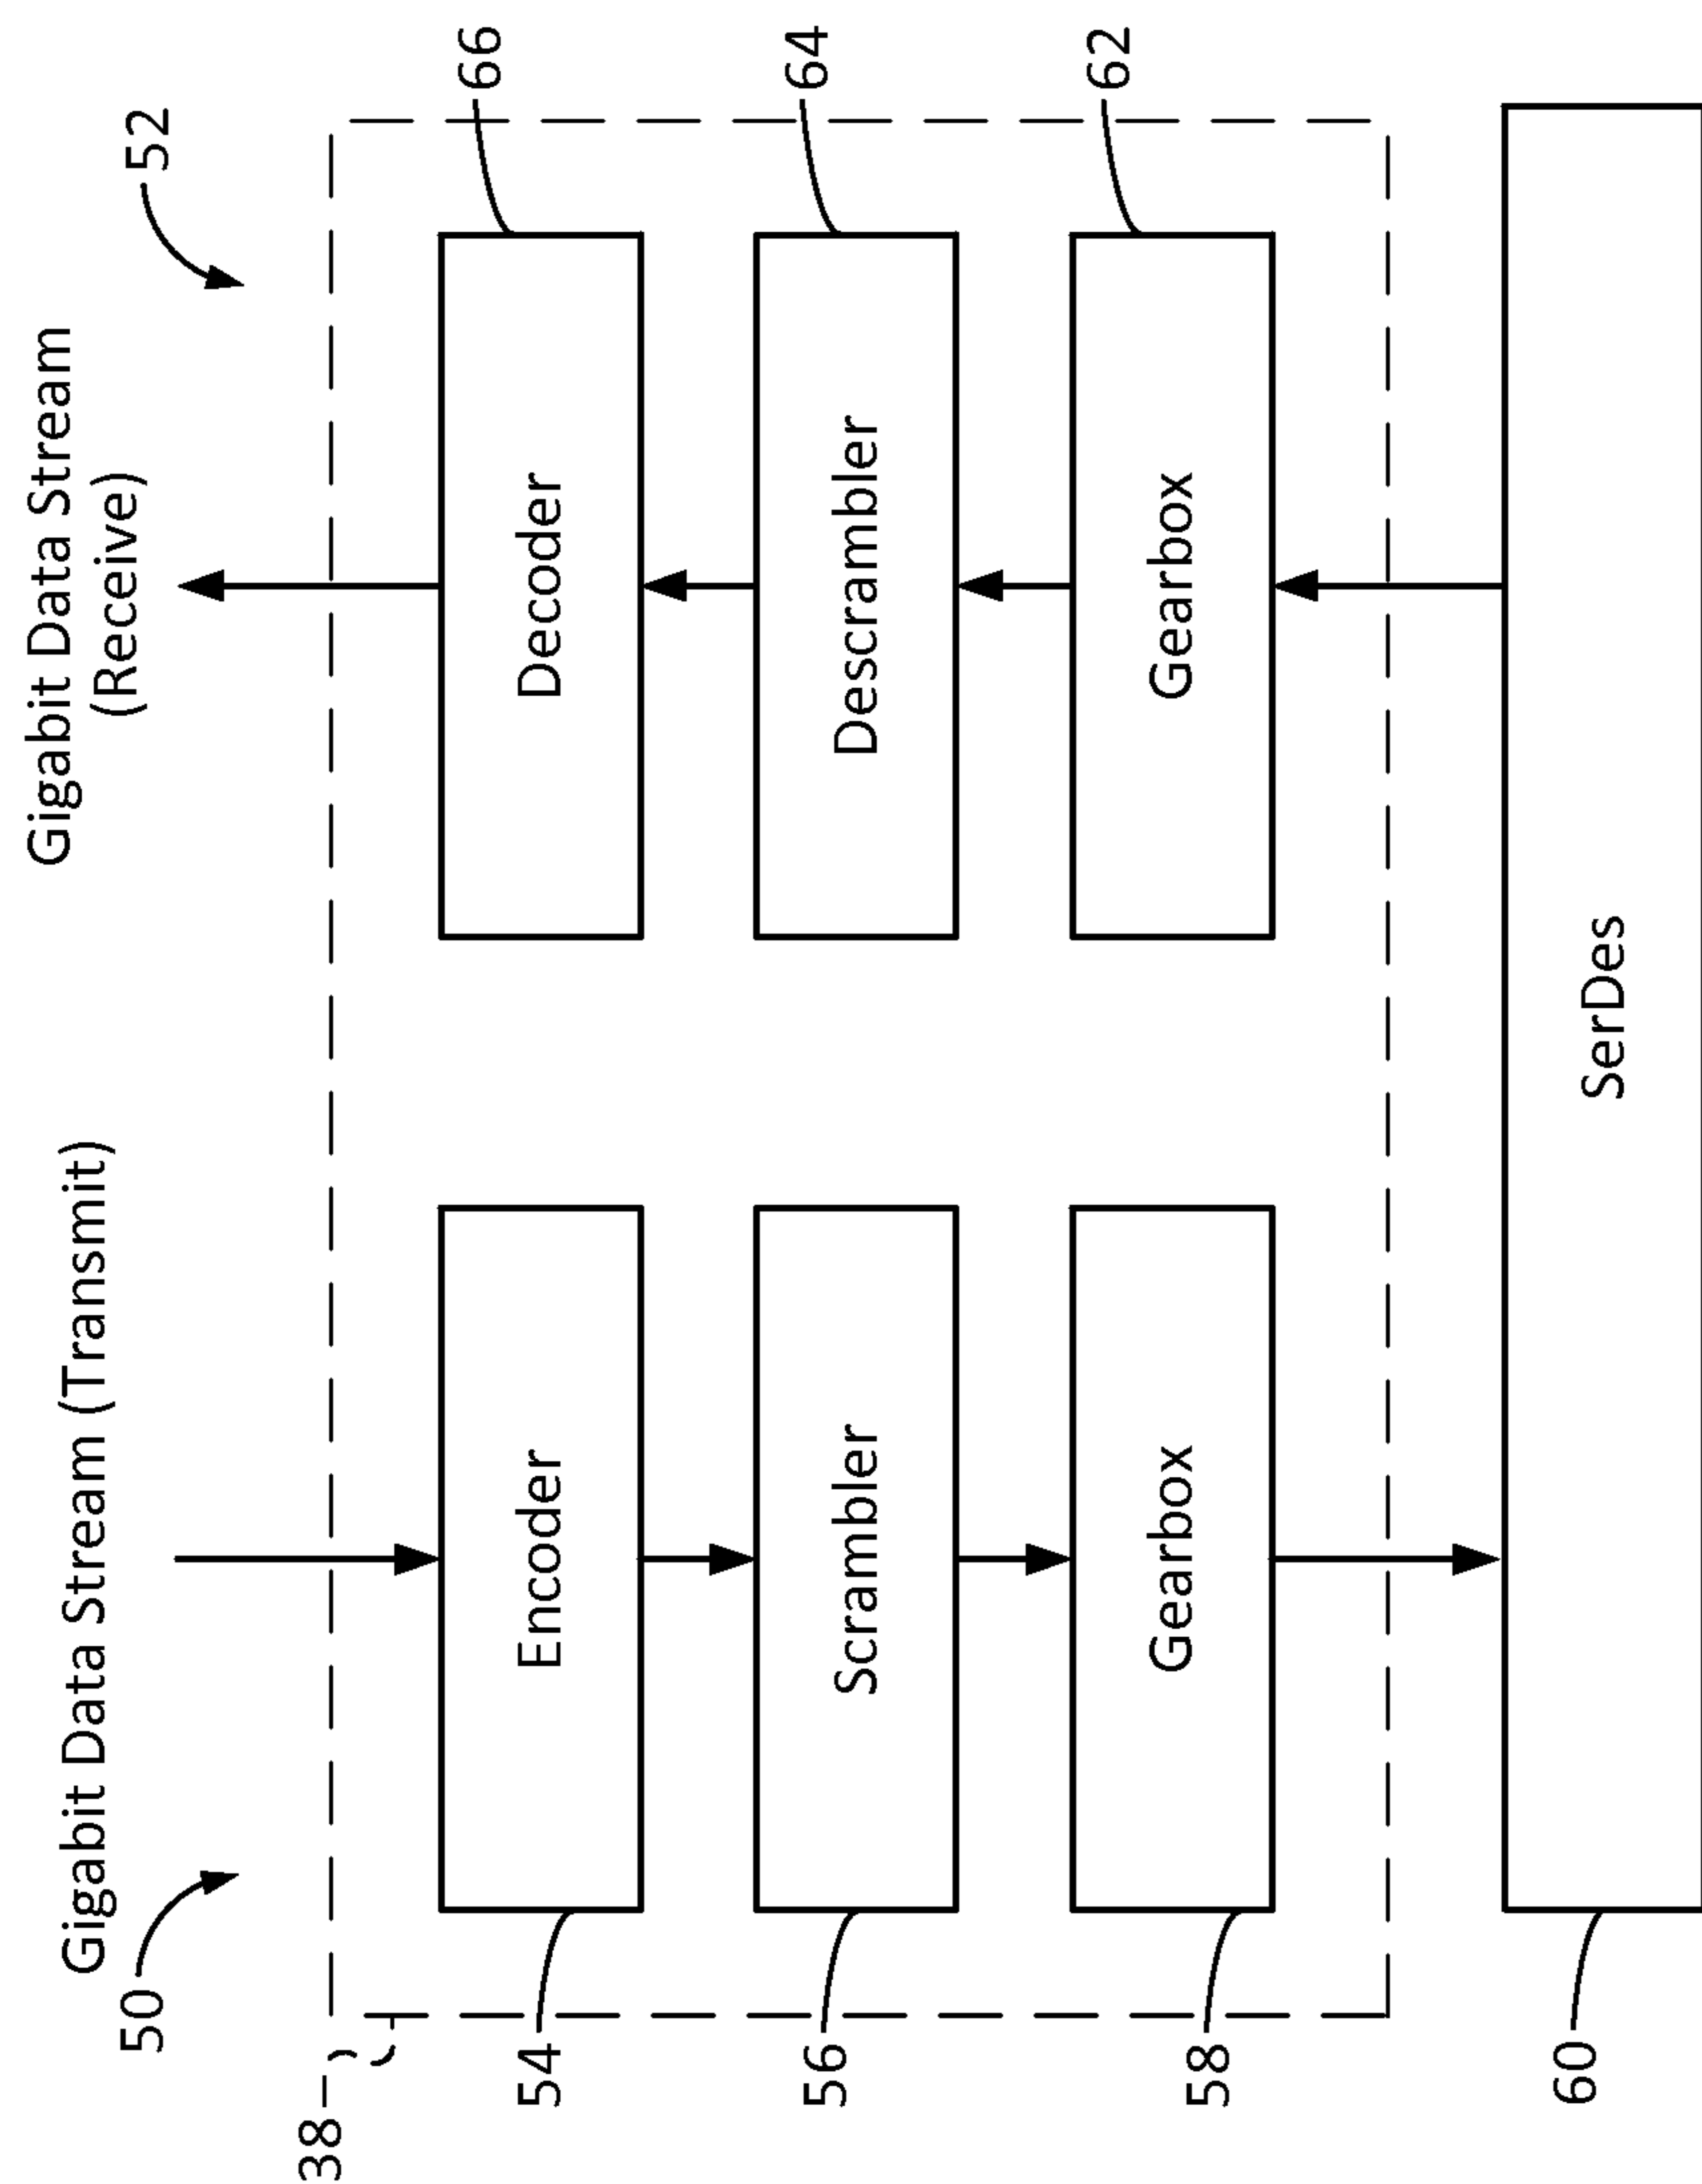 Gigabit Data Stream (Transmit)
Gigabit Data Stream
(Receive)
50
52
38
54
Encoder
Decoder
66
56
Scrambler
Descrambler
64
58
Gearbox
Gearbox
62
60
SerDes